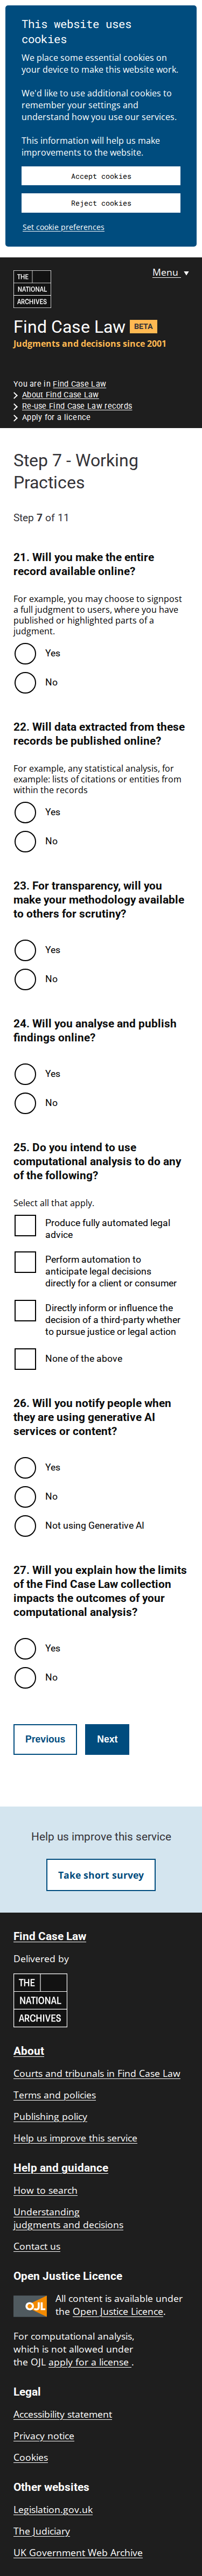 This website uses
cookies
We place some essential cookies on
your device to make this website work.
We'd like to use additional cookies to
remember your settings and
understand how you use our services.
This information will help us make
improvements to the website.
Accept cookies
Reject cookies
Set cookie preferences
THE
NATIONAL
ARCHIVES
Menu
Find Case Law BETA
Judgments and decisions since 2001
You are in Find Case Law
About Find Case Law
Re-use Find Case Law records
Apply for a licence
Step 7 - Working
Practices
Step 7 of 11
21. Will you make the entire
record available online?
For example, you may choose to signpost
a full judgment to users, where you have
published or highlighted parts of a
judgment.
Yes
No
22. Will data extracted from these
records be published online?
For example, any statistical analysis, for
example: lists of citations or entities from
within the records
Yes
No
23. For transparency, will you
make your methodology available
to others for scrutiny?
Yes
No
24. Will you analyse and publish
findings online?
Yes
No
25. Do you intend to use
computational analysis to do any
of the following?
Select all that apply.
Produce fully automated legal
advice
Perform automation to
anticipate legal decisions
directly for a client or consumer
Directly inform or influence the
decision of a third-party whether
to pursue justice or legal action
None of the above
26. Will you notify people when
they are using generative AI
services or content?
Yes
No
Not using Generative AI
27. Will you explain how the limits
of the Find Case Law collection
impacts the outcomes of your
computational analysis?
Yes
No
Previous
Next
Help us improve this service
Take short survey
Find Case Law
Delivered by
THE
NATIONAL
ARCHIVES
About
Courts and tribunals in Find Case Law
Terms and policies
Publishing policy
Help us improve this service
Help and guidance
How to search
Understanding
judgments and decisions
Contact us
Open Justice Licence
OJL
All content is available under
the Open Justice Licence.
For computational analysis,
which is not allowed under
the OJL apply for a license .
Legal
Accessibility statement
Privacy notice
Cookies
Other websites
Legislation.gov.uk
The Judiciary
UK Government Web Archive